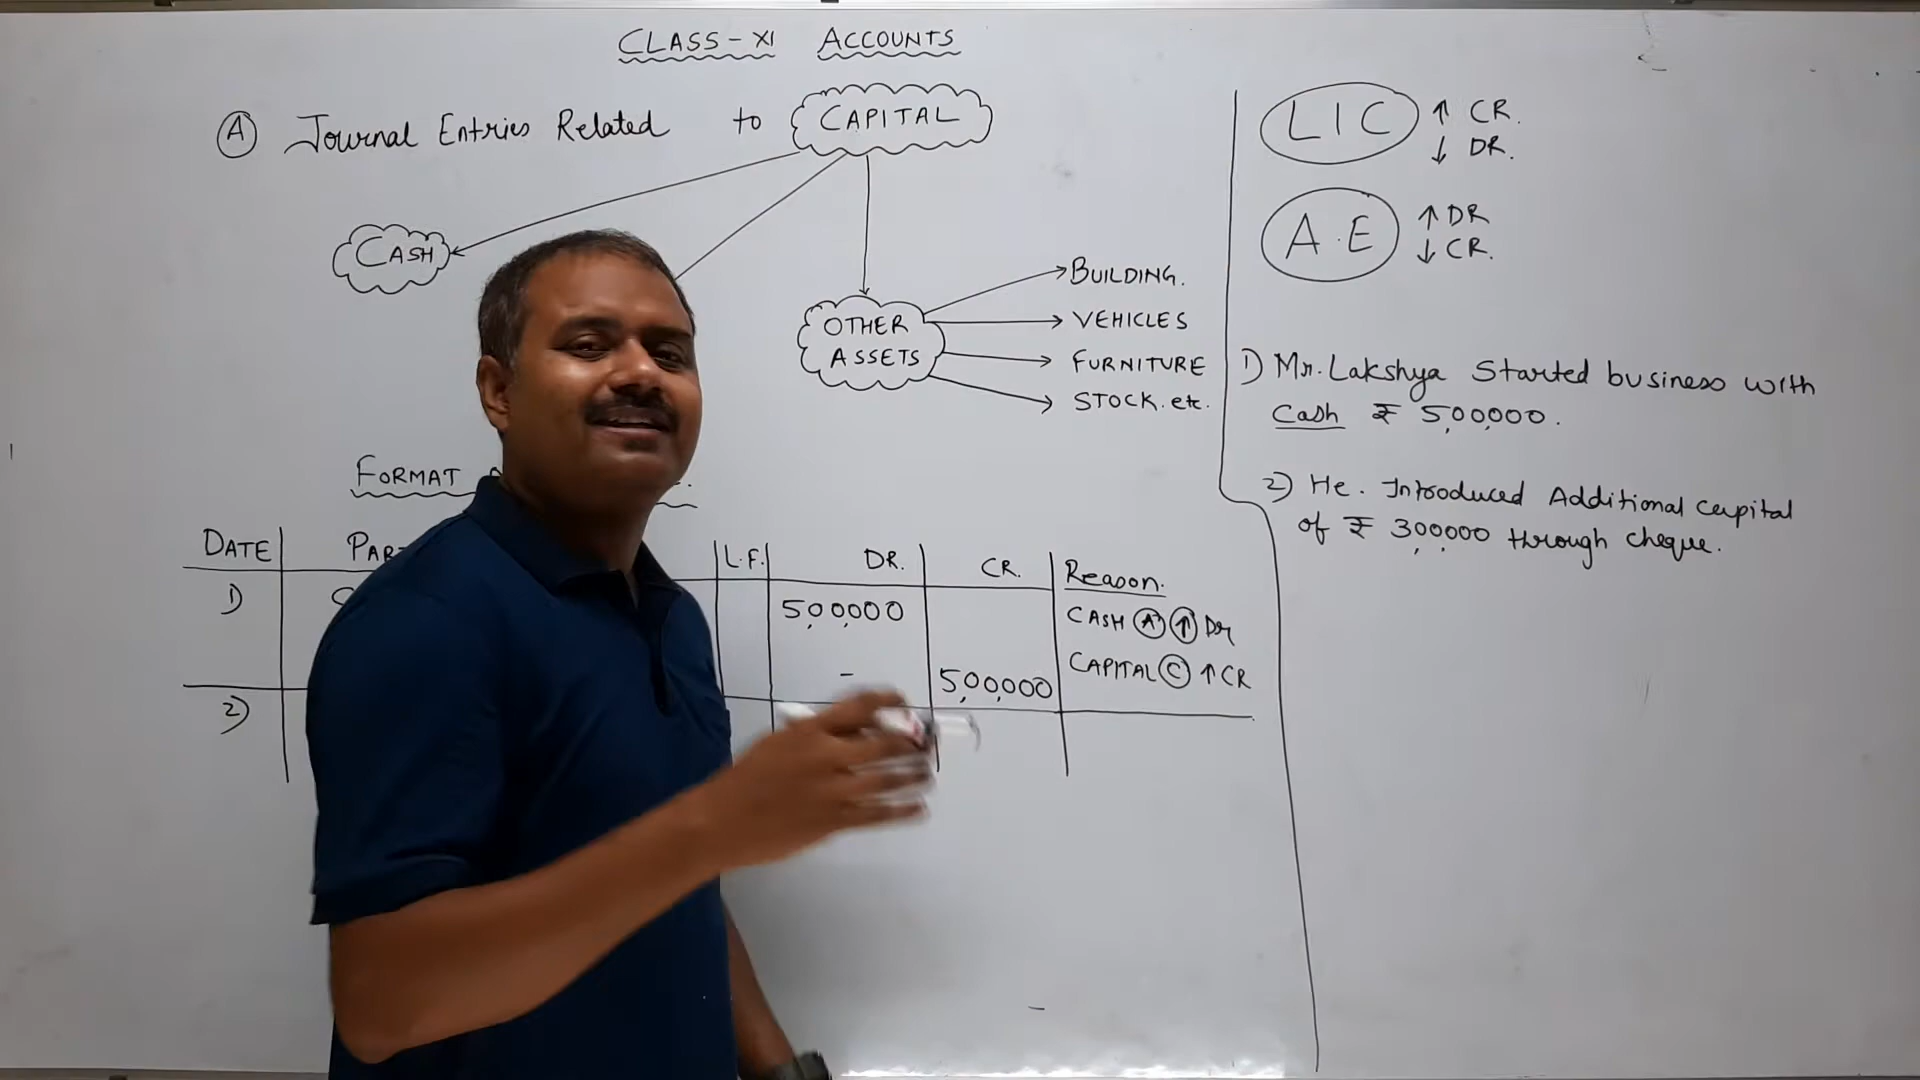 CLASS-XI ACCOUNTS
(A) Journal Entries Related to CAPITAL
CASH
OTHER
ASSETS
BUILDING.
VEHICLES
FURNITURE
STOCK. etc.
FORMAT
DATE PAR L.F. DR. CR. Reason.
1) 5,00,000 CASH (A) (↑) Dr
- 5,00,000 CAPITAL (C) ↑ CR
2)
LIC ↑ CR.
↓ DR.
A.E ↑ DR
↓ CR.
1) Mr. Lakshya Started business with
Cash ₹ 5,00,000.
2) He. Introduced Additional capital
of ₹ 3,00,000 through cheque.